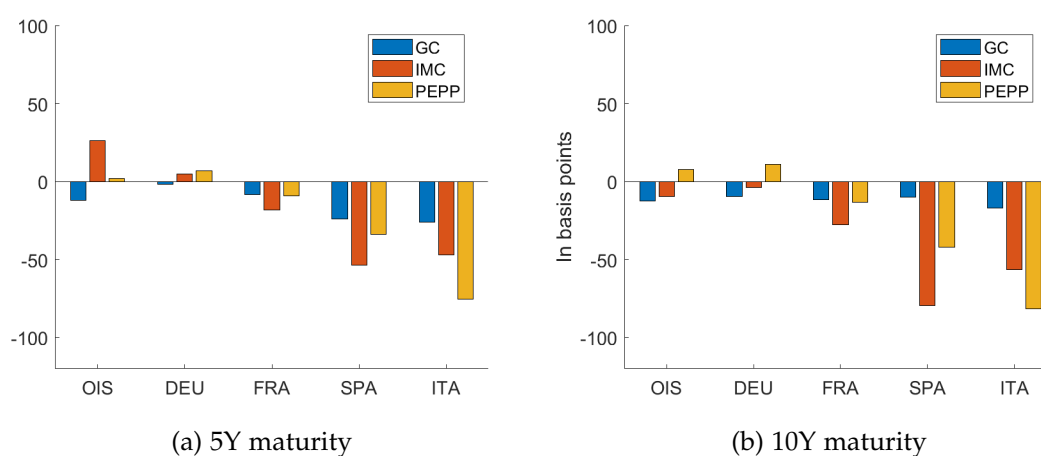 100
50
0
-50
-100
GC
IMC
PEPP
OIS DEU FRA SPA ITA
(a) 5Y maturity
In basis points
100
50
0
-50
-100
GC
IMC
PEPP
OIS DEU FRA SPA ITA
(b) 10Y maturity